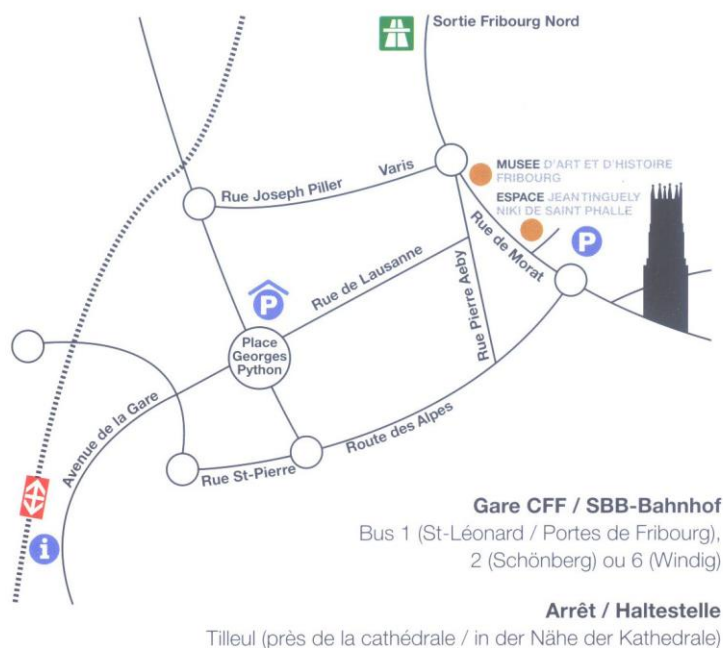 Sortie Fribourg Nord
MUSEE D'ART ET D'HISTOIRE
FRIBOURG
ESPACE JEAN TINGUELY
NIKI DE SAINT PHALLE
Varis
Rue Joseph Piller
Rue de Morat
P
Rue de Lausanne
Rue Pierre Aeby
P
Place
Georges
Python
Avenue de la Gare
Route des Alpes
Rue St-Pierre
i
Gare CFF / SBB-Bahnhof
Bus 1 (St-Léonard / Portes de Fribourg),
2 (Schönberg) ou 6 (Windig)
Arrêt / Haltestelle
Tilleul (près de la cathédrale / in der Nähe der Kathedrale)